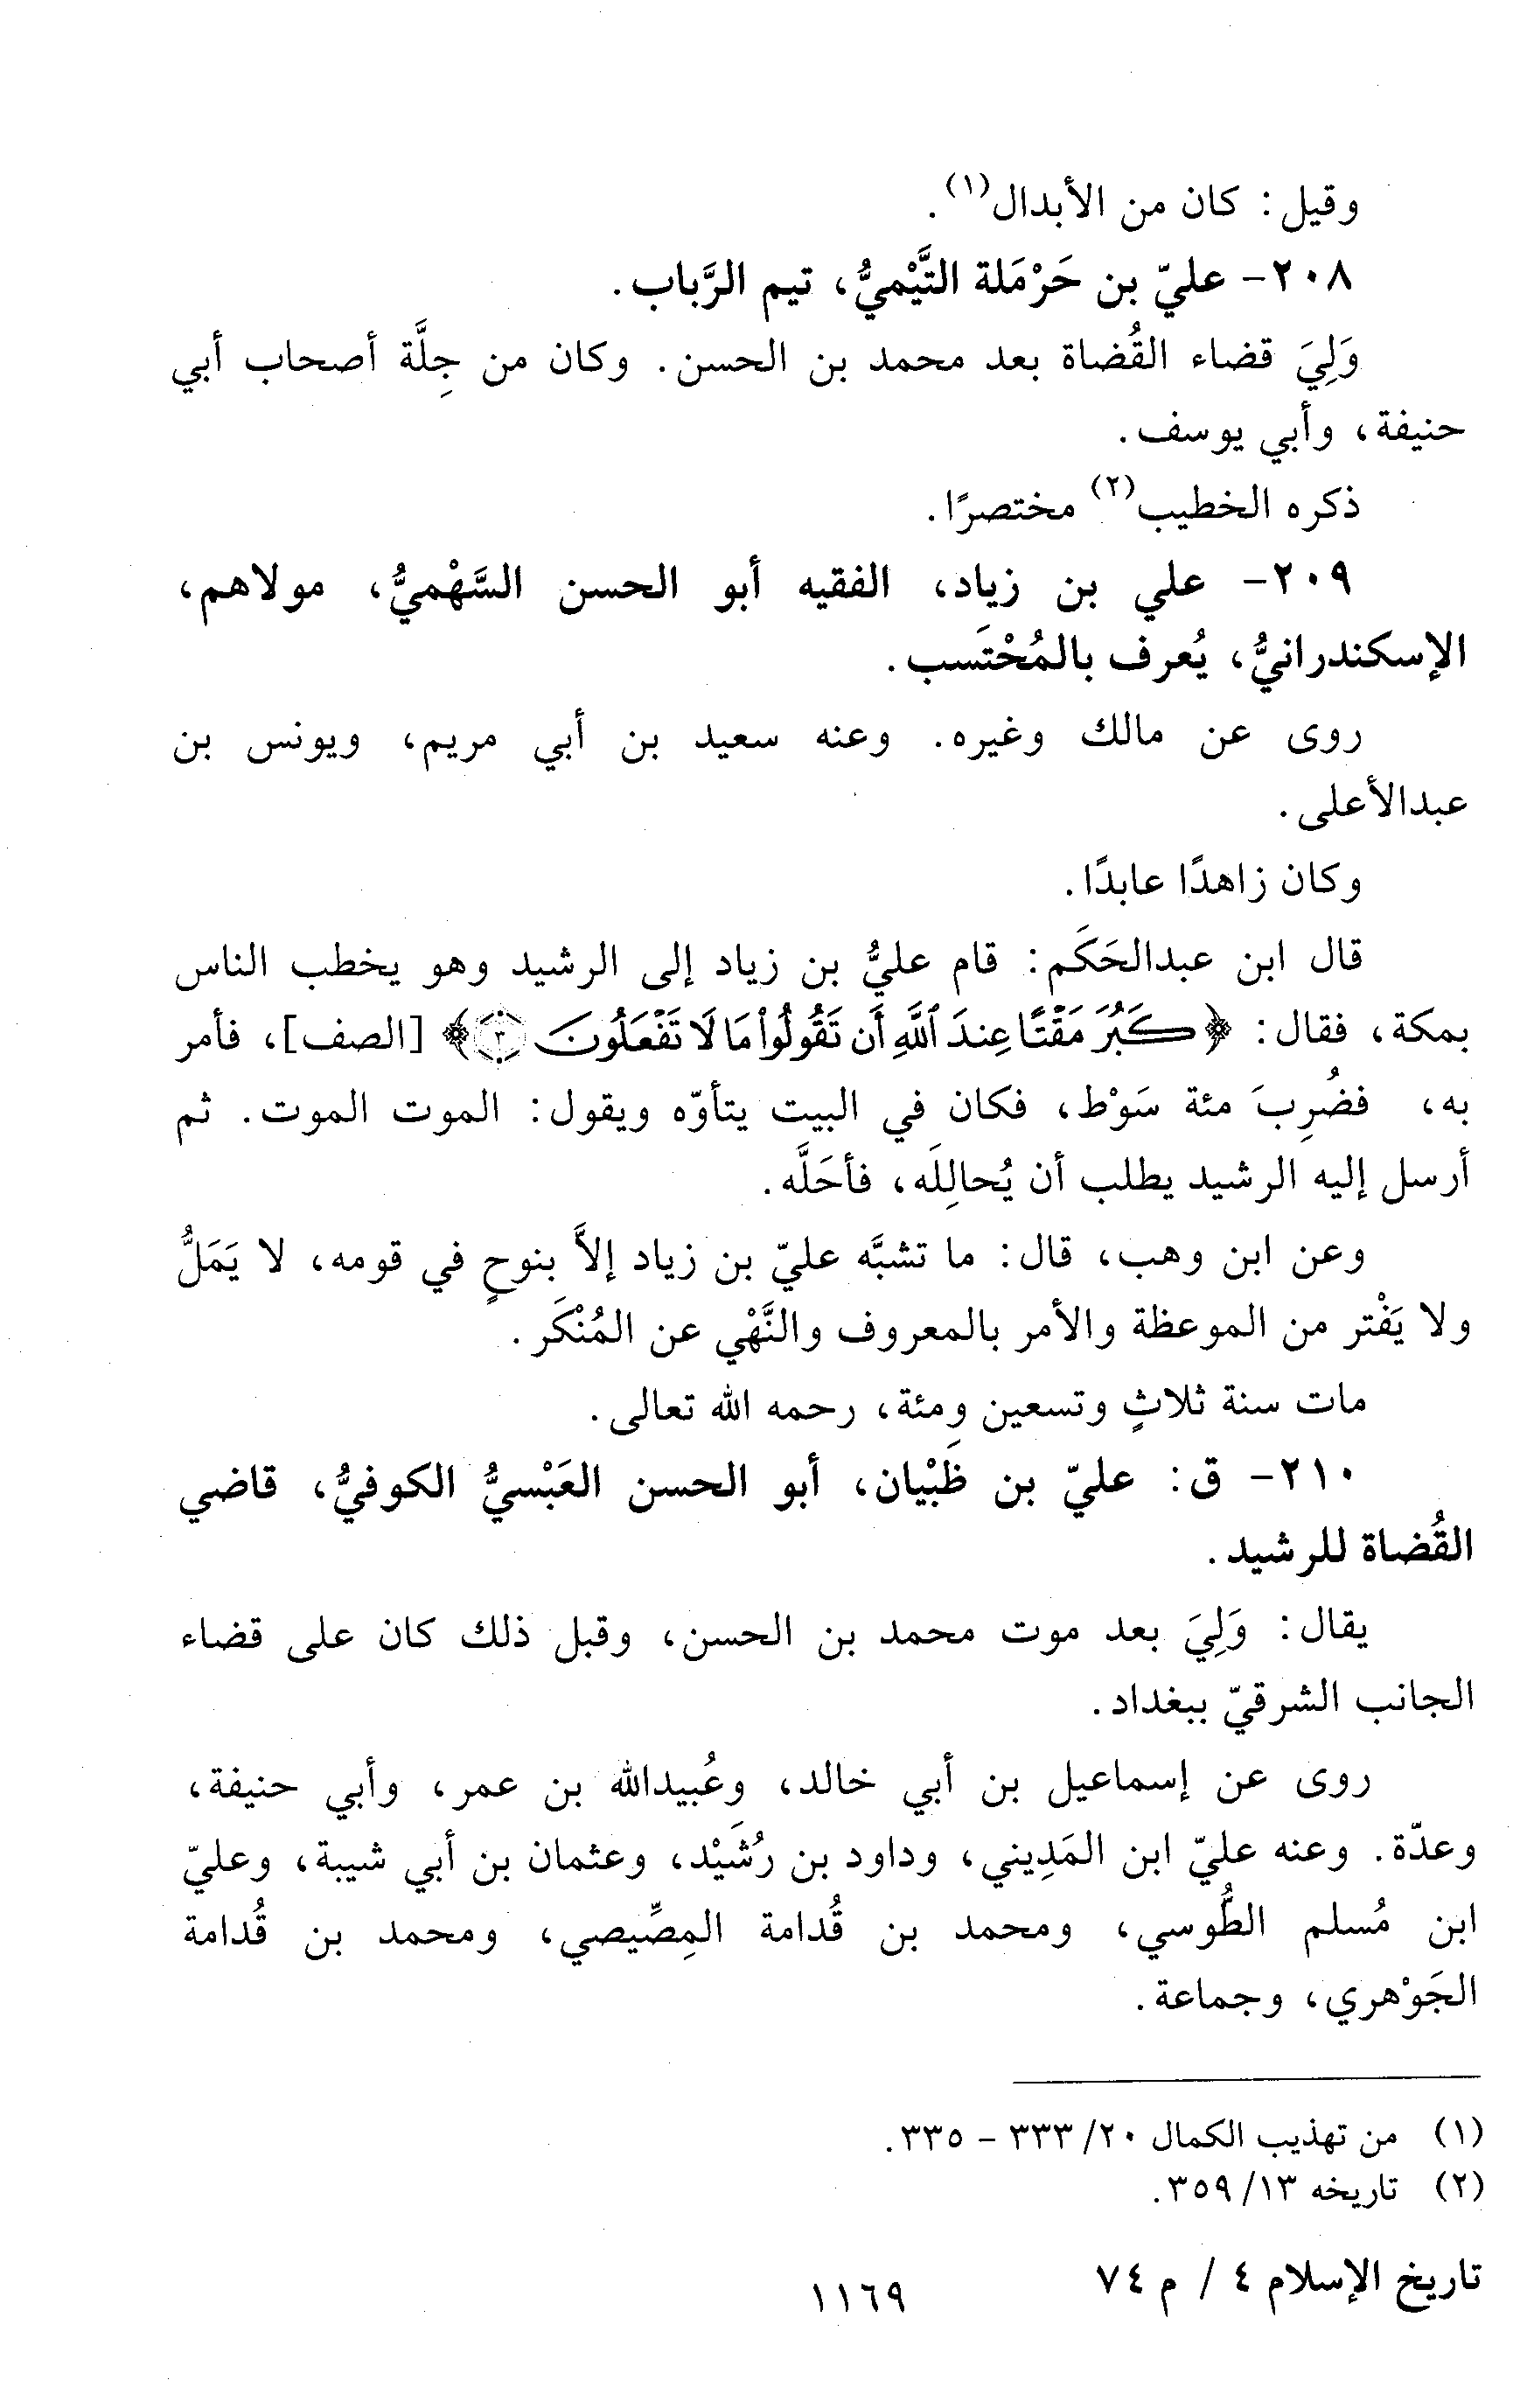 وقيل: كان من الأبدال(١).
٢٠٨- عليّ بن حَرْمَلة التَّيْميُّ، تيم الرَّباب.
وَلِيَ قضاء القُضاة بعد محمد بن الحسن. وكان من جِلَّة أصحاب أبي
حنيفة، وأبي يوسف.
ذكره الخطيب(٢) مختصرًا.
٢٠٩- علي بن زياد، الفقيه أبو الحسن السَّهْميُّ، مولاهم،
الإسكندرانيُّ، يُعرف بالمُحْتَسب.
روى عن مالك وغيره. وعنه سعيد بن أبي مريم، ويونس بن
عبدالأعلى.
وكان زاهدًا عابدًا.
قال ابن عبدالحَكَم: قام عليُّ بن زياد إلى الرشيد وهو يخطب الناس
بمكة، فقال: ﴿كَبُرَ مَقْتًا عِندَ ٱللَّهِ أَن تَقُولُواْ مَا لَا تَفْعَلُونَ ٣﴾ [الصف]، فأمر
به، فضُرِبَ مئة سَوْط، فكان في البيت يتأوّه ويقول: الموت الموت. ثم
أرسل إليه الرشيد يطلب أن يُحالِلَه، فأحَلَّه.
وعن ابن وهب، قال: ما تشبَّه عليّ بن زياد إلاَّ بنوحٍ في قومه، لا يَمَلُّ
ولا يَفْتر من الموعظة والأمر بالمعروف والنَّهْي عن المُنْكَر.
مات سنة ثلاثٍ وتسعين ومئة، رحمه الله تعالى.
٢١٠- ق: عليّ بن ظَبْيان، أبو الحسن العَبْسيُّ الكوفيُّ، قاضي
القُضاة للرشيد.
يقال: وَلِيَ بعد موت محمد بن الحسن، وقبل ذلك كان على قضاء
الجانب الشرقيّ ببغداد.
روى عن إسماعيل بن أبي خالد، وعُبيدالله بن عمر، وأبي حنيفة،
وعدّة. وعنه عليّ ابن المَدِيني، وداود بن رُشَيْد، وعثمان بن أبي شيبة، وعليّ
ابن مُسلم الطُّوسي، ومحمد بن قُدامة المِصِّيصي، ومحمد بن قُدامة
الجَوْهري، وجماعة.
(١) من تهذيب الكمال ٢٠/ ٣٣٣ - ٣٣٥.
(٢) تاريخه ١٣/ ٣٥٩.
تاريخ الإسلام ٤ / م ٧٤
١١٦٩